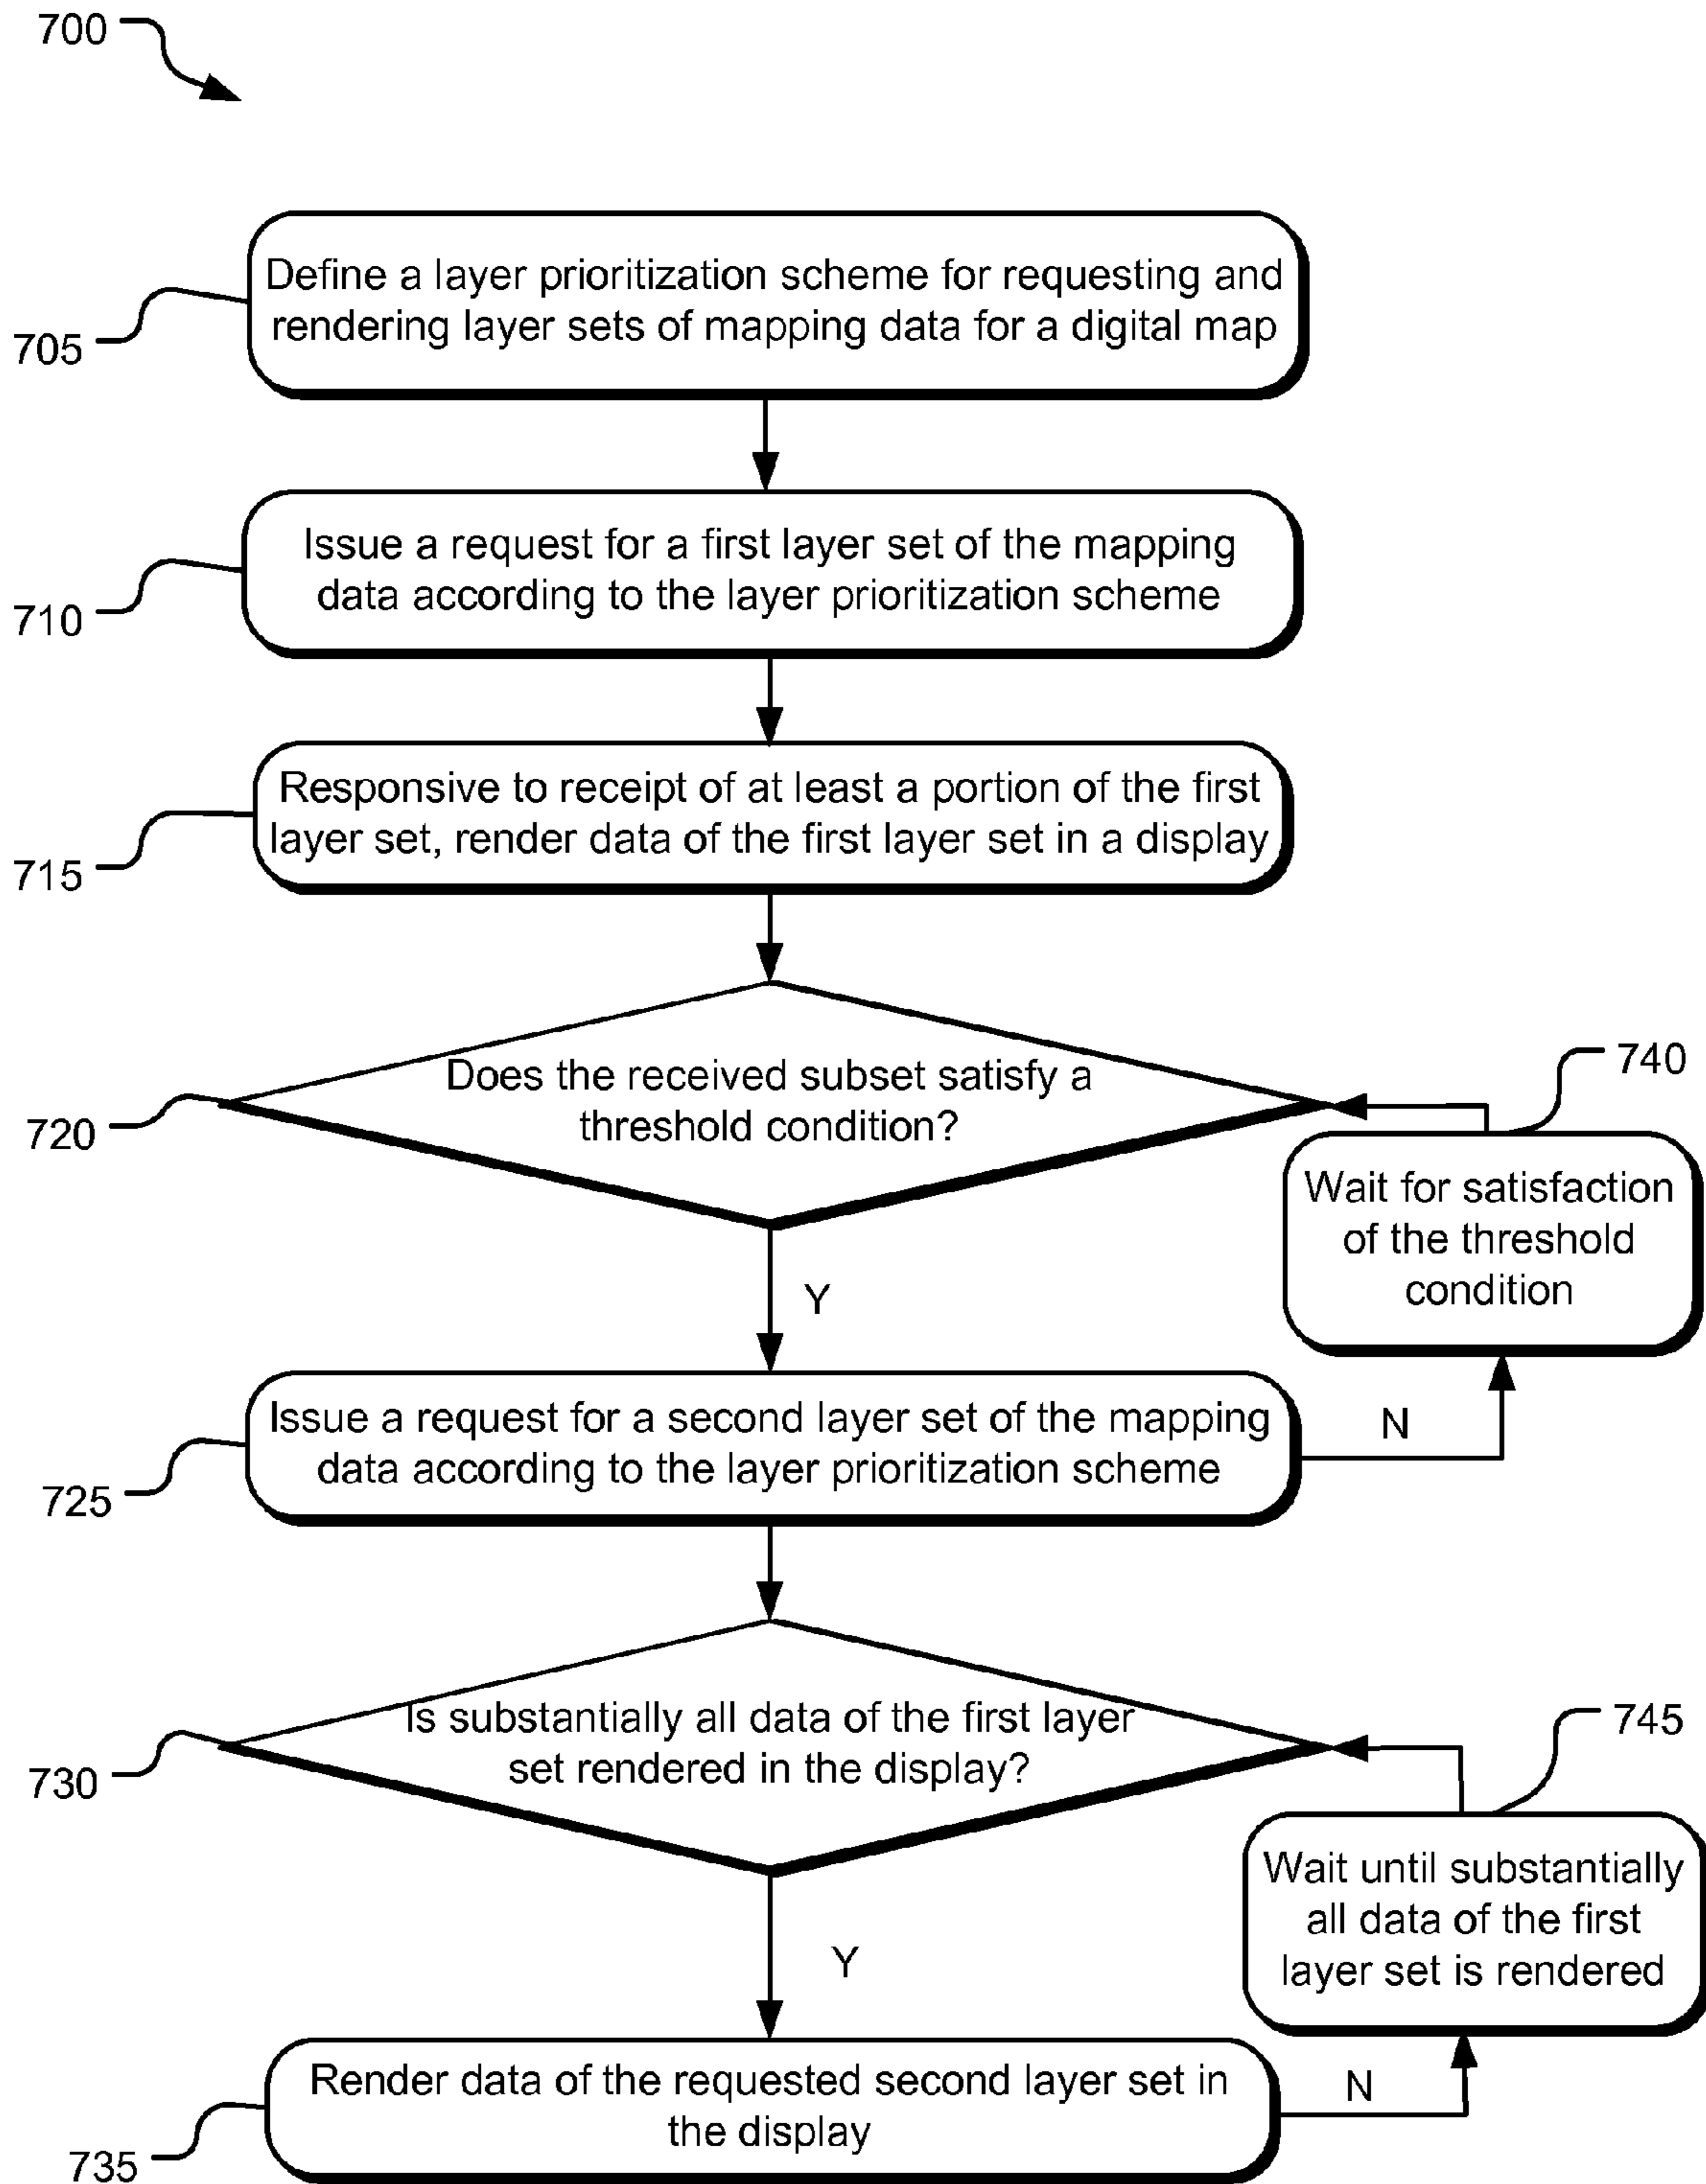 700
Define a layer prioritization scheme for requesting and
rendering layer sets of mapping data for a digital map
705
Issue a request for a first layer set of the mapping
data according to the layer prioritization scheme
710
Responsive to receipt of at least a portion of the first
layer set, render data of the first layer set in a display
715
Does the received subset satisfy a
threshold condition?
720
740
Wait for satisfaction
of the threshold
condition
Y
Issue a request for a second layer set of the mapping
data according to the layer prioritization scheme
N
725
Is substantially all data of the first layer
set rendered in the display?
730
745
Wait until substantially
all data of the first
layer set is rendered
Y
Render data of the requested second layer set in
the display
N
735